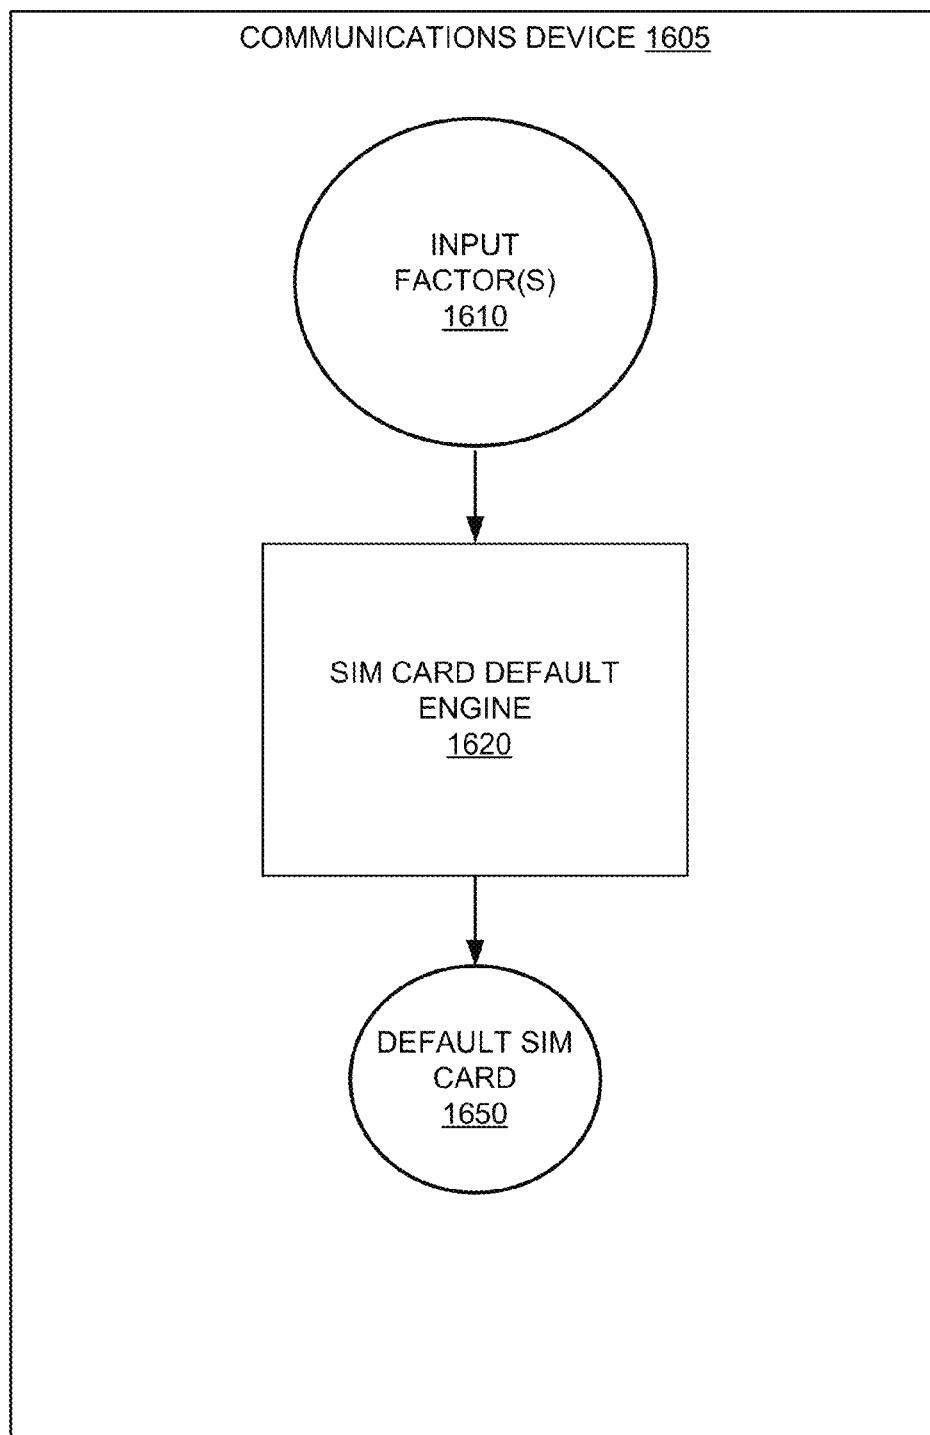 COMMUNICATIONS DEVICE 1605
INPUT
FACTOR(S)
1610
SIM CARD DEFAULT
ENGINE
1620
DEFAULT SIM
CARD
1650